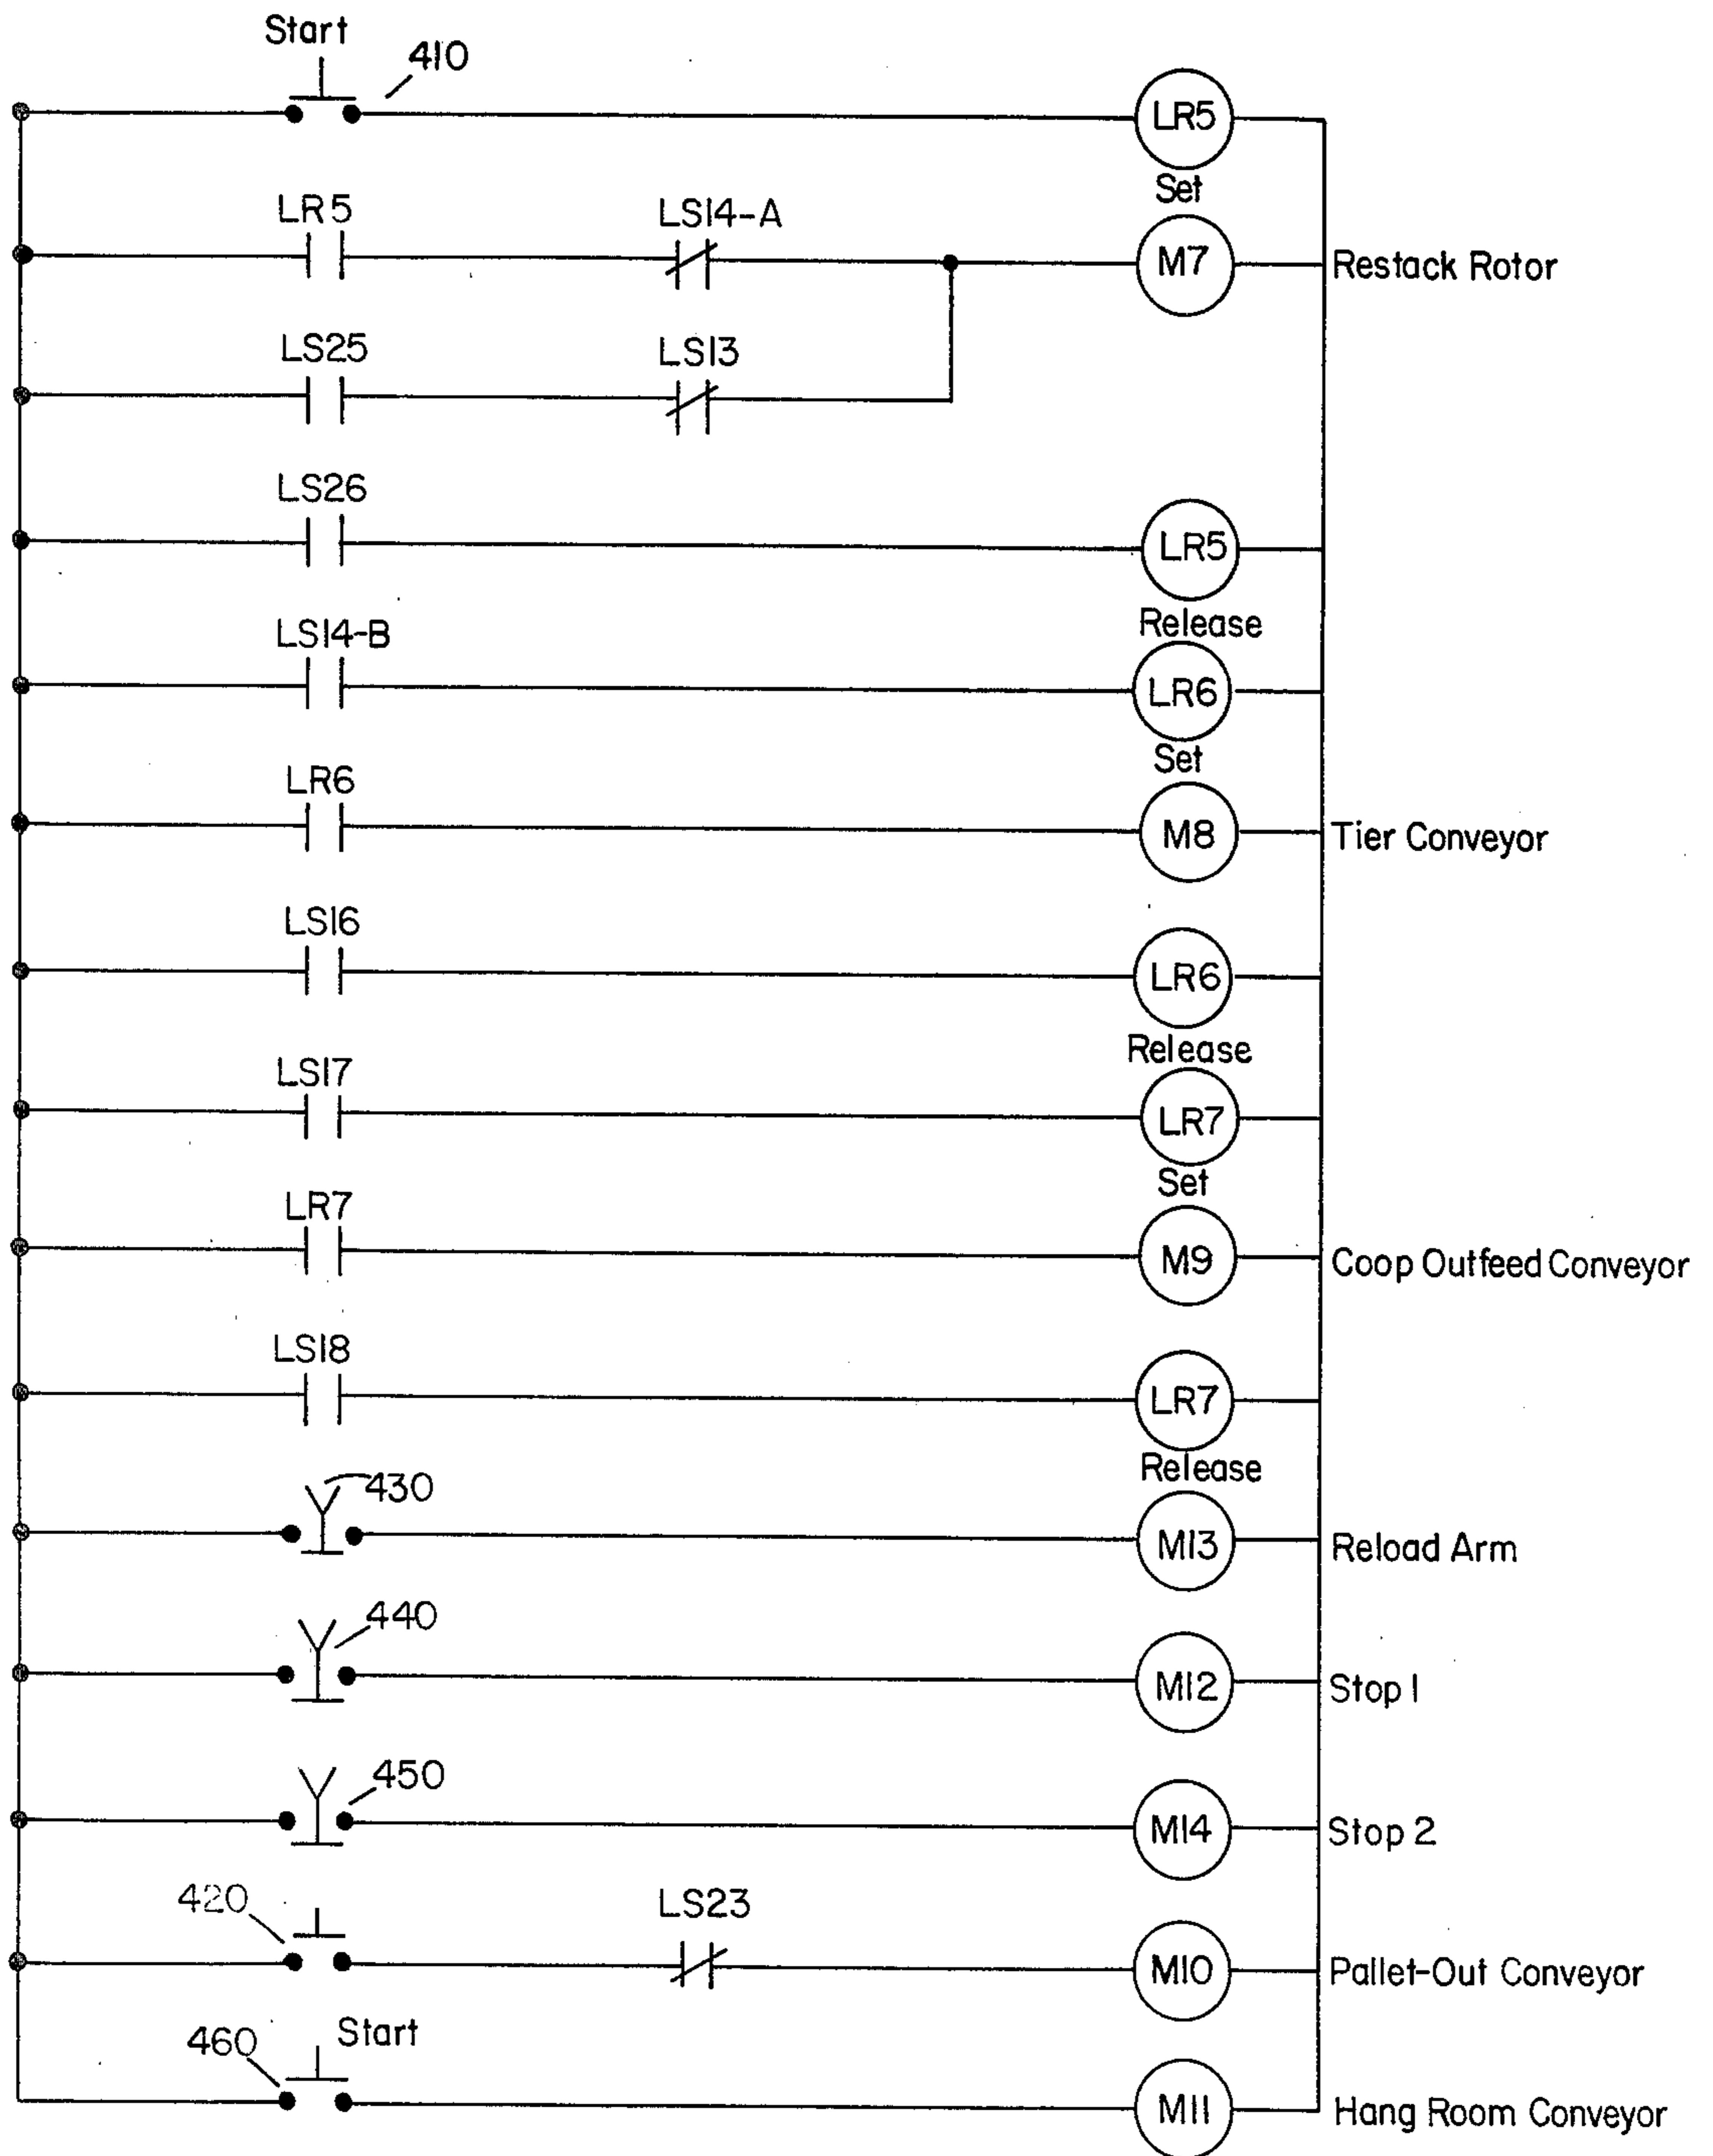 Start
410
LR5
Set
LR5
LS14-A
M7
Restack Rotor
LS25
LS13
LS26
LR5
Release
LS14-B
LR6
Set
LR6
M8
Tier Conveyor
LS16
LR6
Release
LS17
LR7
Set
LR7
M9
Coop Outfeed Conveyor
LS18
LR7
Release
430
M13
Reload Arm
440
M12
Stop 1
450
M14
Stop 2
420
LS23
M10
Pallet-Out Conveyor
460
Start
M11
Hang Room Conveyor